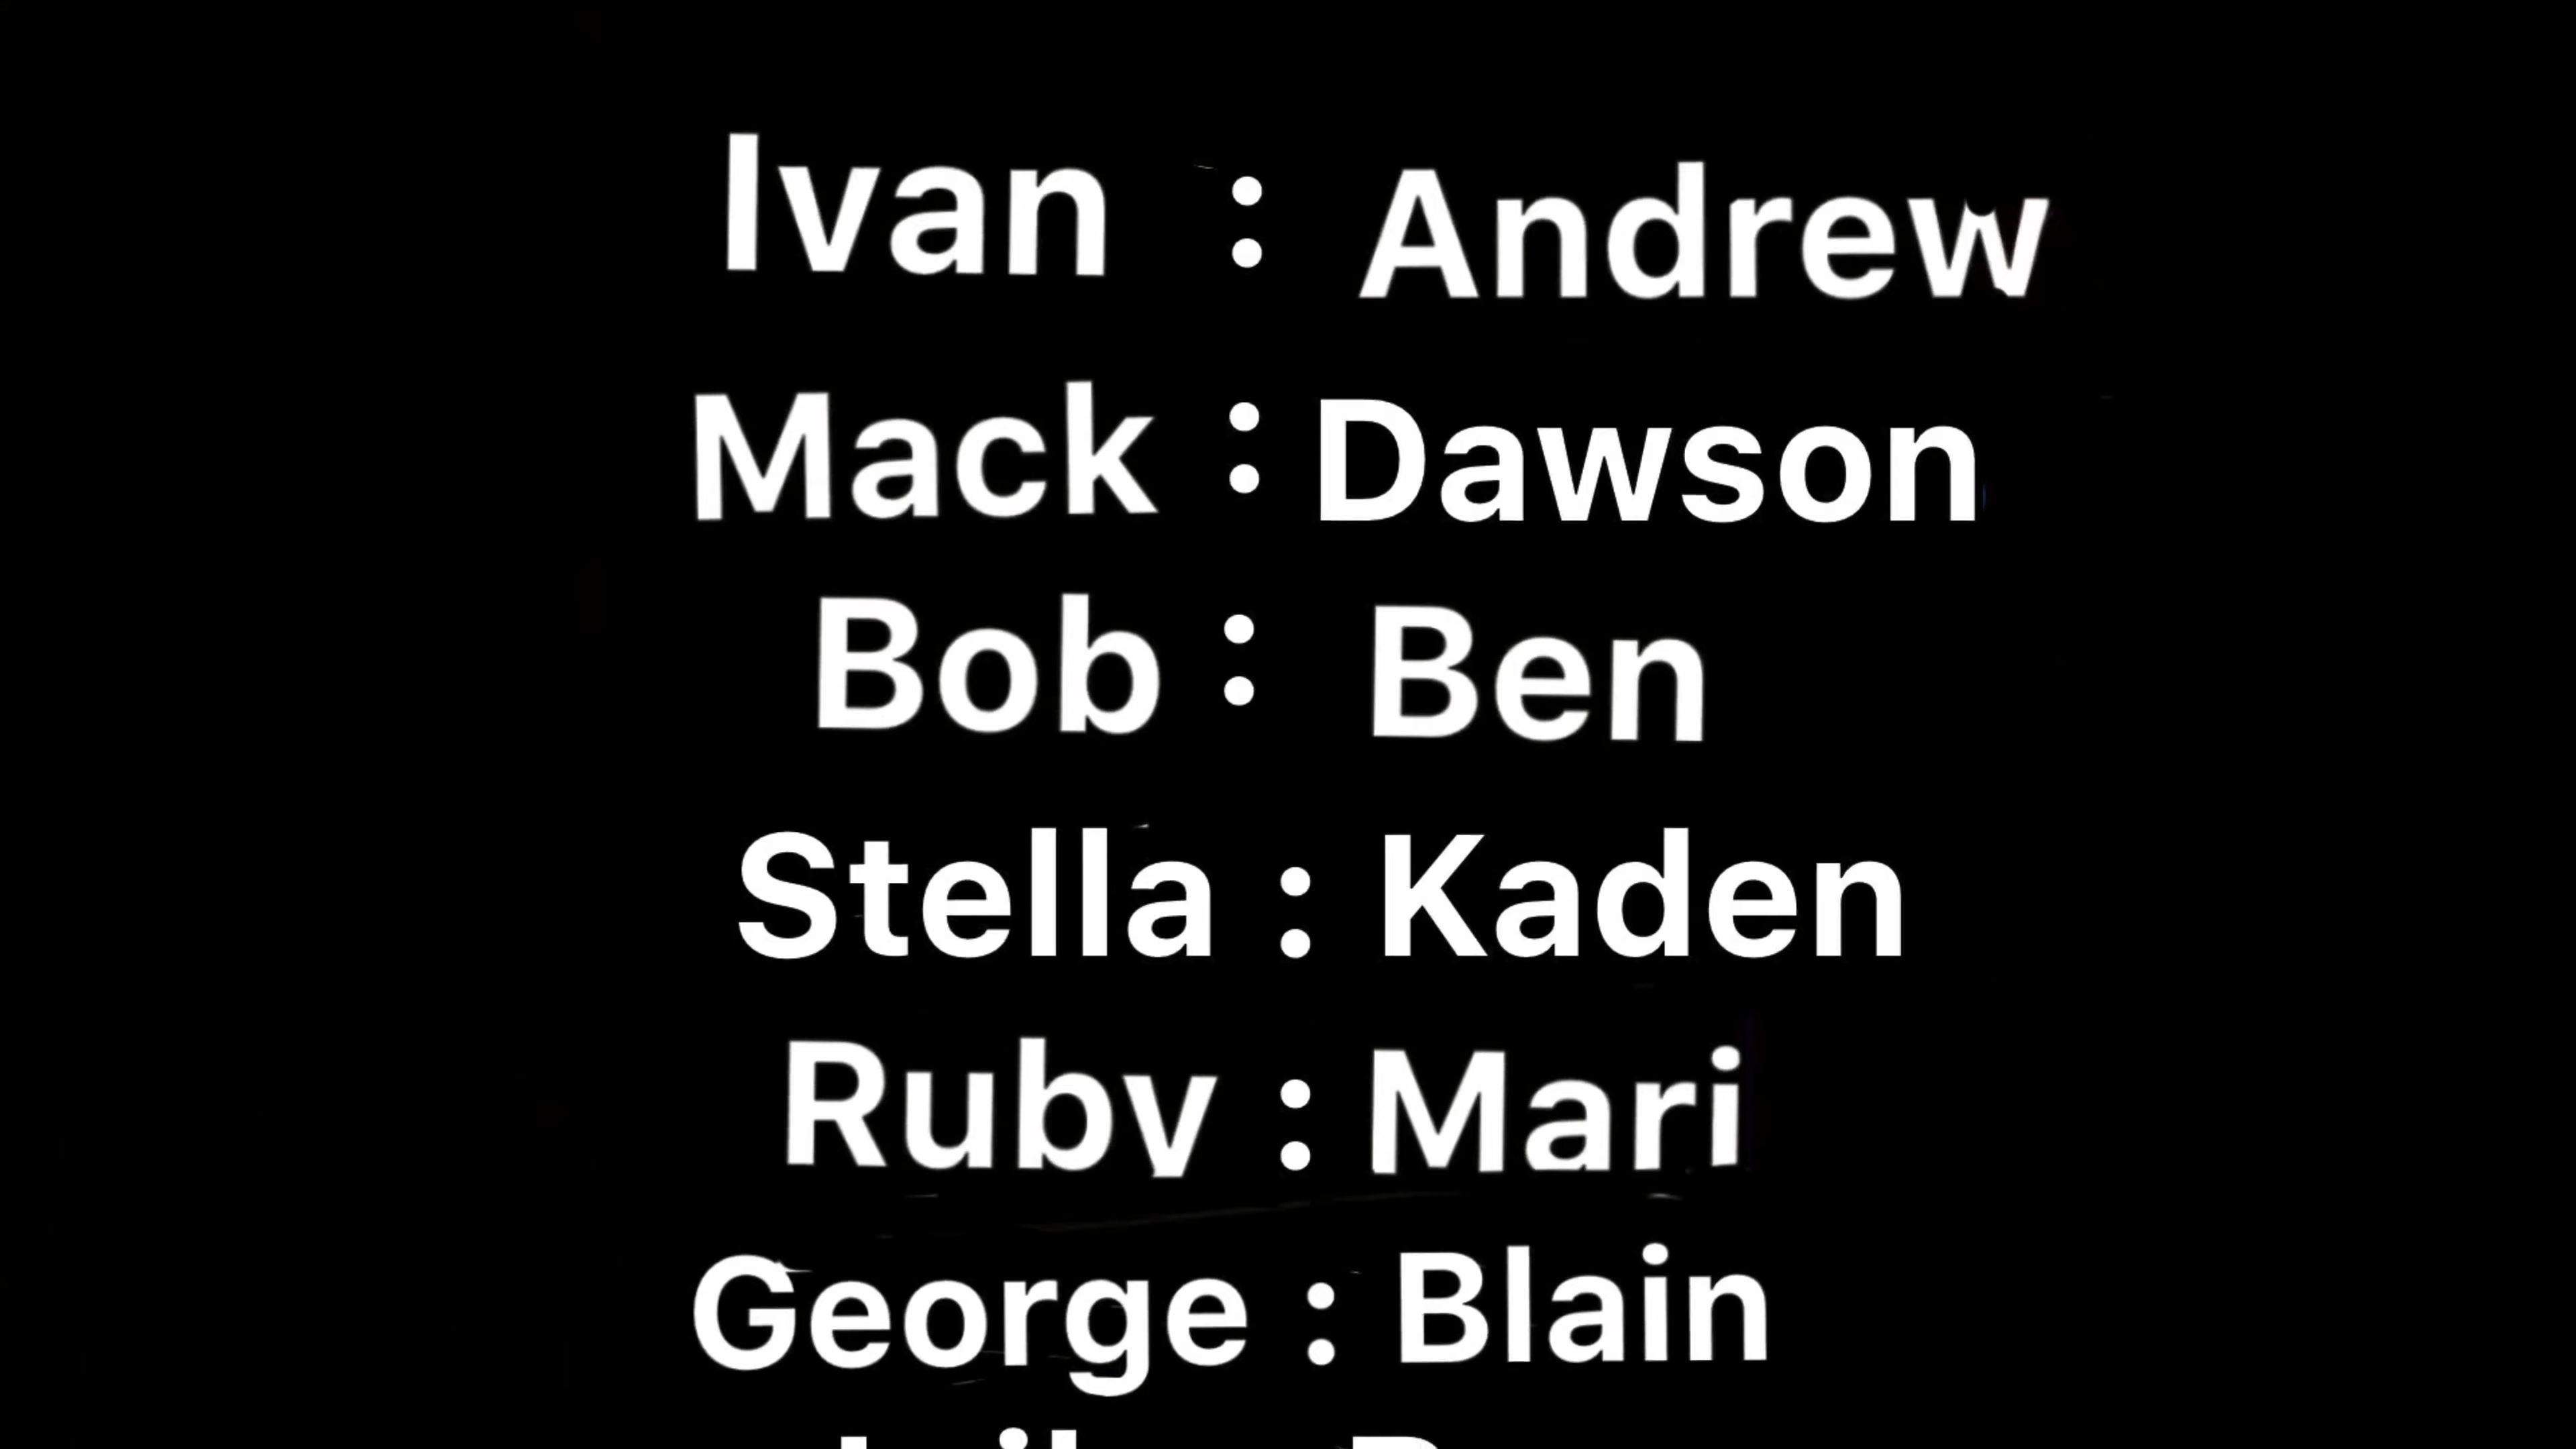 Ivan : Andrew
Mack : Dawson
Bob : Ben
Stella : Kaden
Ruby : Mari
George : Blain